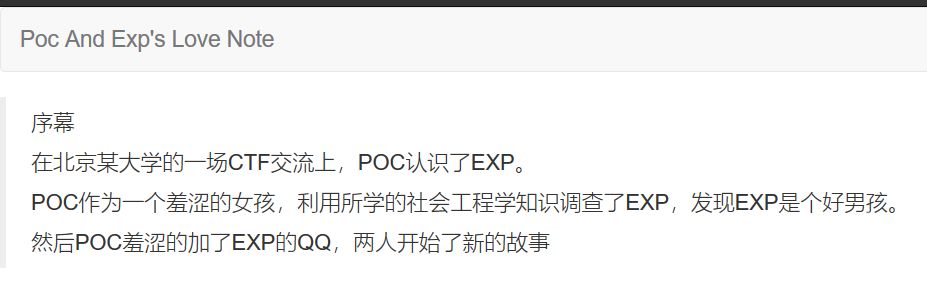 Poc And Exp's Love Note
序幕
在北京某大学的一场CTF交流上，POC认识了EXP。
POC作为一个羞涩的女孩，利用所学的社会工程学知识调查了EXP，发现EXP是个好男孩。
然后POC羞涩的加了EXP的QQ，两人开始了新的故事